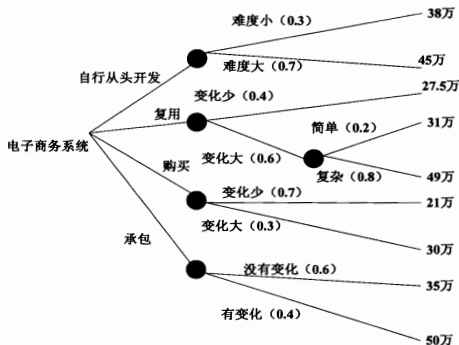 难度小（0.3）
38万
自行从头开发
难度大（0.7）
45万
变化少（0.4）
27.5万
复用
简单（0.2）
31万
电子商务系统
变化大（0.6）
复杂（0.8）
49万
购买
变化少（0.7）
21万
变化大（0.3）
30万
承包
没有变化（0.6）
35万
有变化（0.4）
50万